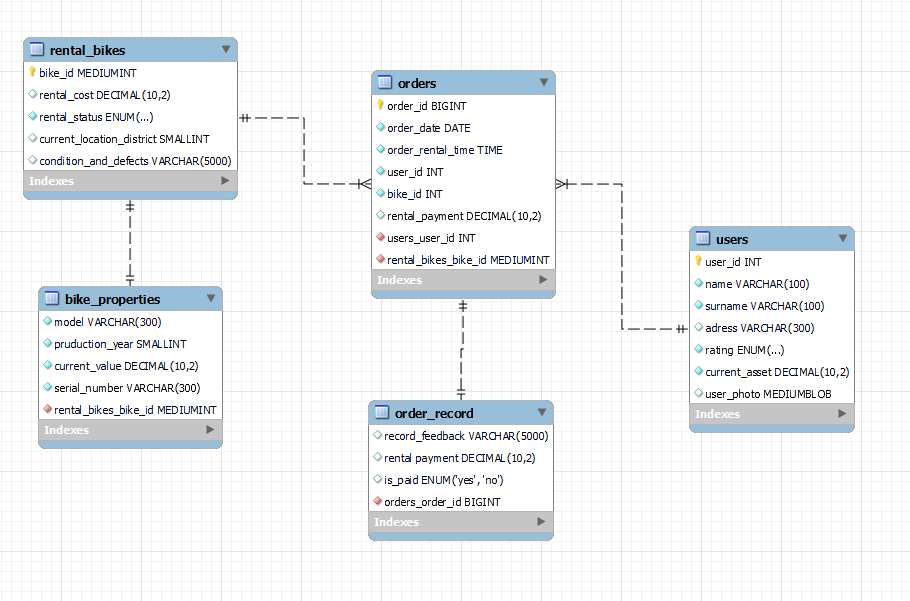 rental_bikes
bike_id MEDIUMINT
rental_cost DECIMAL(10,2)
rental_status ENUM(...)
current_location_district SMALLINT
condition_and_defects VARCHAR(5000)
Indexes
bike_properties
model VARCHAR(300)
pruduction_year SMALLINT
current_value DECIMAL(10,2)
serial_number VARCHAR(300)
rental_bikes_bike_id MEDIUMINT
Indexes
orders
order_id BIGINT
order_date DATE
order_rental_time TIME
user_id INT
bike_id INT
rental_payment DECIMAL(10,2)
users_user_id INT
rental_bikes_bike_id MEDIUMINT
Indexes
order_record
record_feedback VARCHAR(5000)
rental payment DECIMAL(10,2)
is_paid ENUM('yes', 'no')
orders_order_id BIGINT
Indexes
users
user_id INT
name VARCHAR(100)
surname VARCHAR(100)
adress VARCHAR(300)
rating ENUM(...)
current_asset DECIMAL(10,2)
user_photo MEDIUMBLOB
Indexes